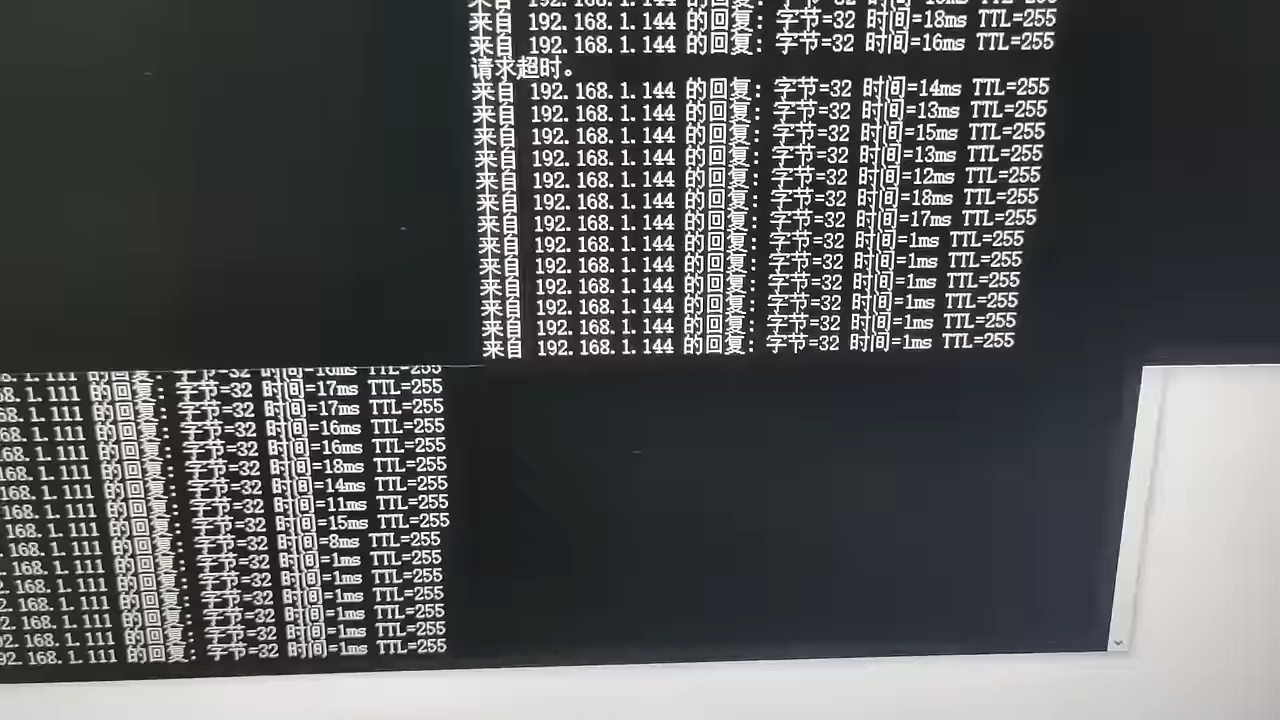 来自 192.168.1.144 的回复: 字节=32 时间=18ms TTL=255
来自 192.168.1.144 的回复: 字节=32 时间=16ms TTL=255
请求超时。
来自 192.168.1.144 的回复: 字节=32 时间=14ms TTL=255
来自 192.168.1.144 的回复: 字节=32 时间=13ms TTL=255
来自 192.168.1.144 的回复: 字节=32 时间=15ms TTL=255
来自 192.168.1.144 的回复: 字节=32 时间=13ms TTL=255
来自 192.168.1.144 的回复: 字节=32 时间=12ms TTL=255
来自 192.168.1.144 的回复: 字节=32 时间=18ms TTL=255
来自 192.168.1.144 的回复: 字节=32 时间=17ms TTL=255
来自 192.168.1.144 的回复: 字节=32 时间=1ms TTL=255
来自 192.168.1.144 的回复: 字节=32 时间=1ms TTL=255
来自 192.168.1.144 的回复: 字节=32 时间=1ms TTL=255
来自 192.168.1.144 的回复: 字节=32 时间=1ms TTL=255
来自 192.168.1.144 的回复: 字节=32 时间=1ms TTL=255
来自 192.168.1.144 的回复: 字节=32 时间=1ms TTL=255
8.1.111 的回复: 字节=32 时间=16ms TTL=255
8.1.111 的回复: 字节=32 时间=17ms TTL=255
68.1.111 的回复: 字节=32 时间=17ms TTL=255
68.1.111 的回复: 字节=32 时间=16ms TTL=255
168.1.111 的回复: 字节=32 时间=16ms TTL=255
168.1.111 的回复: 字节=32 时间=18ms TTL=255
168.1.111 的回复: 字节=32 时间=14ms TTL=255
168.1.111 的回复: 字节=32 时间=11ms TTL=255
168.1.111 的回复: 字节=32 时间=15ms TTL=255
.168.1.111 的回复: 字节=32 时间=8ms TTL=255
.168.1.111 的回复: 字节=32 时间=1ms TTL=255
2.168.1.111 的回复: 字节=32 时间=1ms TTL=255
2.168.1.111 的回复: 字节=32 时间=1ms TTL=255
2.168.1.111 的回复: 字节=32 时间=1ms TTL=255
92.168.1.111 的回复: 字节=32 时间=1ms TTL=255
92.168.1.111 的回复: 字节=32 时间=1ms TTL=255